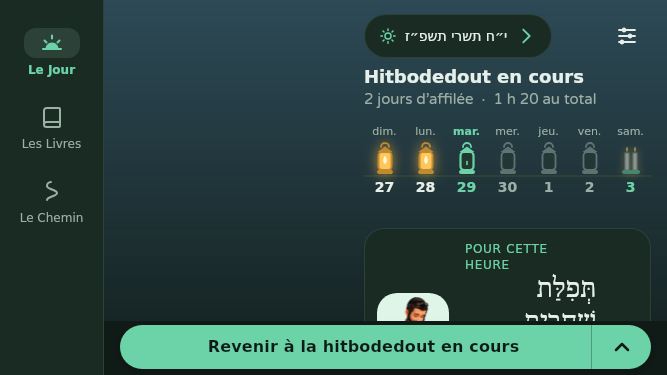 Le Jour
Les Livres
Le Chemin
י״ח תשרי תשפ״ז
Hitbodedout en cours
2 jours d'affilée · 1 h 20 au total
dim. lun. mar. mer. jeu. ven. sam.
27 28 29 30 1 2 3
POUR CETTE
HEURE
תְּפִלַּת
Revenir à la hitbodedout en cours